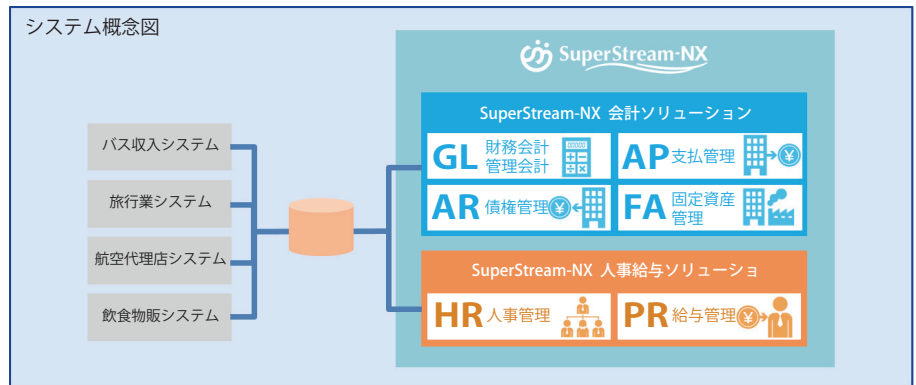 システム概念図
SuperStream-NX
SuperStream-NX 会計ソリューション
バス収入システム
旅行業システム
航空代理店システム
飲食物販システム
GL 財務会計
管理会計
AP 支払管理
AR 債権管理
FA 固定資産
管理
SuperStream-NX 人事給与ソリューショ
HR 人事管理
PR 給与管理